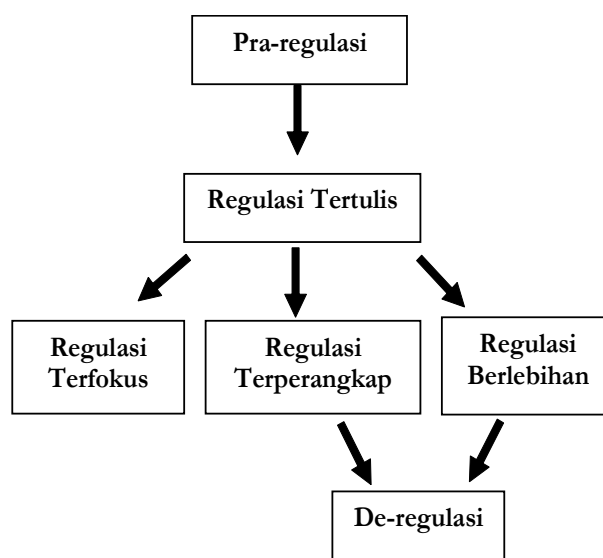 Pra-regulasi
Regulasi Tertulis
Regulasi
Terfokus
Regulasi
Terperangkap
Regulasi
Berlebihan
De-regulasi